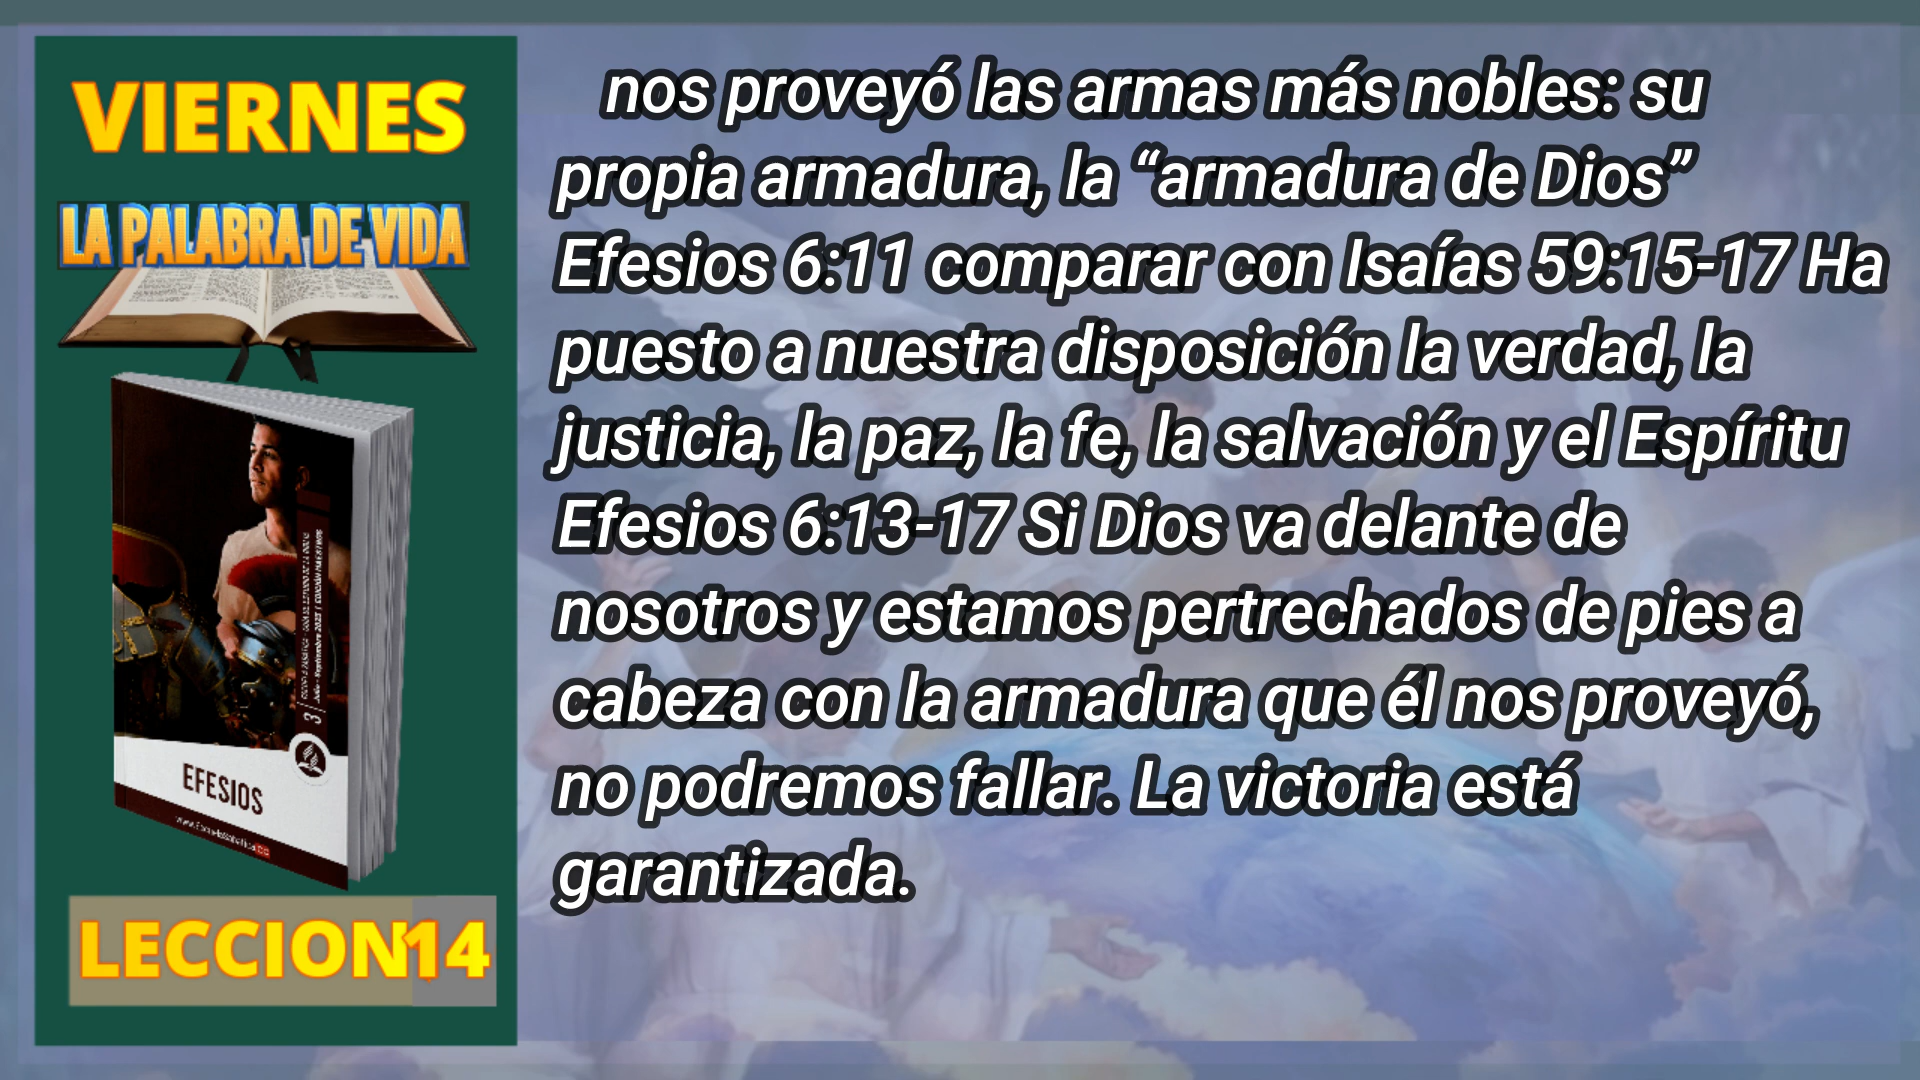 VIERNES
LA PALABRA DE VIDA
EFESIOS
LECCION14
nos proveyó las armas más nobles: su
propia armadura, la “armadura de Dios”
Efesios 6:11 comparar con Isaías 59:15-17 Ha
puesto a nuestra disposición la verdad, la
justicia, la paz, la fe, la salvación y el Espíritu
Efesios 6:13-17 Si Dios va delante de
nosotros y estamos pertrechados de pies a
cabeza con la armadura que él nos proveyó,
no podremos fallar. La victoria está
garantizada.